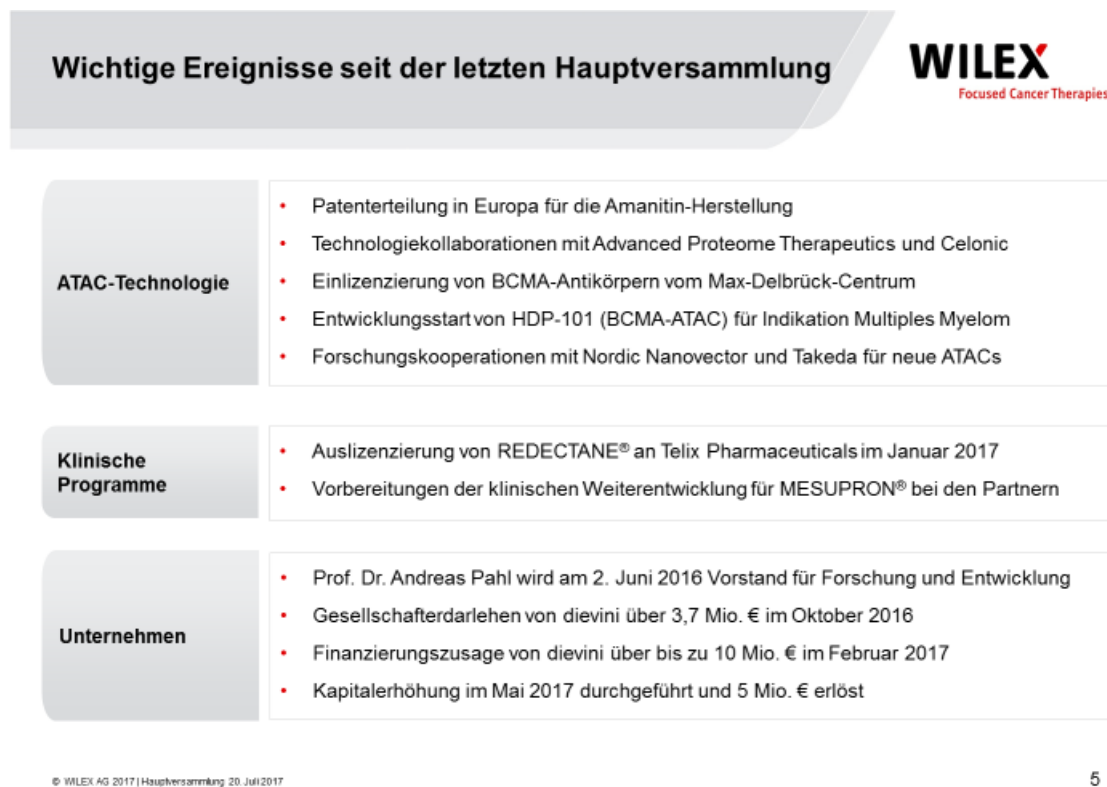 Wichtige Ereignisse seit der letzten Hauptversammlung
WILEX
Focused Cancer Therapies
ATAC-Technologie
• Patenterteilung in Europa für die Amanitin-Herstellung
• Technologiekollaborationen mit Advanced Proteome Therapeutics und Celonic
• Einlizenzierung von BCMA-Antikörpern vom Max-Delbrück-Centrum
• Entwicklungsstart von HDP-101 (BCMA-ATAC) für Indikation Multiples Myelom
• Forschungskooperationen mit Nordic Nanovector und Takeda für neue ATACs
Klinische
Programme
• Auslizenzierung von REDECTANE® an Telix Pharmaceuticals im Januar 2017
• Vorbereitungen der klinischen Weiterentwicklung für MESUPRON® bei den Partnern
Unternehmen
• Prof. Dr. Andreas Pahl wird am 2. Juni 2016 Vorstand für Forschung und Entwicklung
• Gesellschafterdarlehen von dievini über 3,7 Mio. € im Oktober 2016
• Finanzierungszusage von dievini über bis zu 10 Mio. € im Februar 2017
• Kapitalerhöhung im Mai 2017 durchgeführt und 5 Mio. € erlöst
© WILEX AG 2017 | Hauptversammlung 20. Juli 2017
5